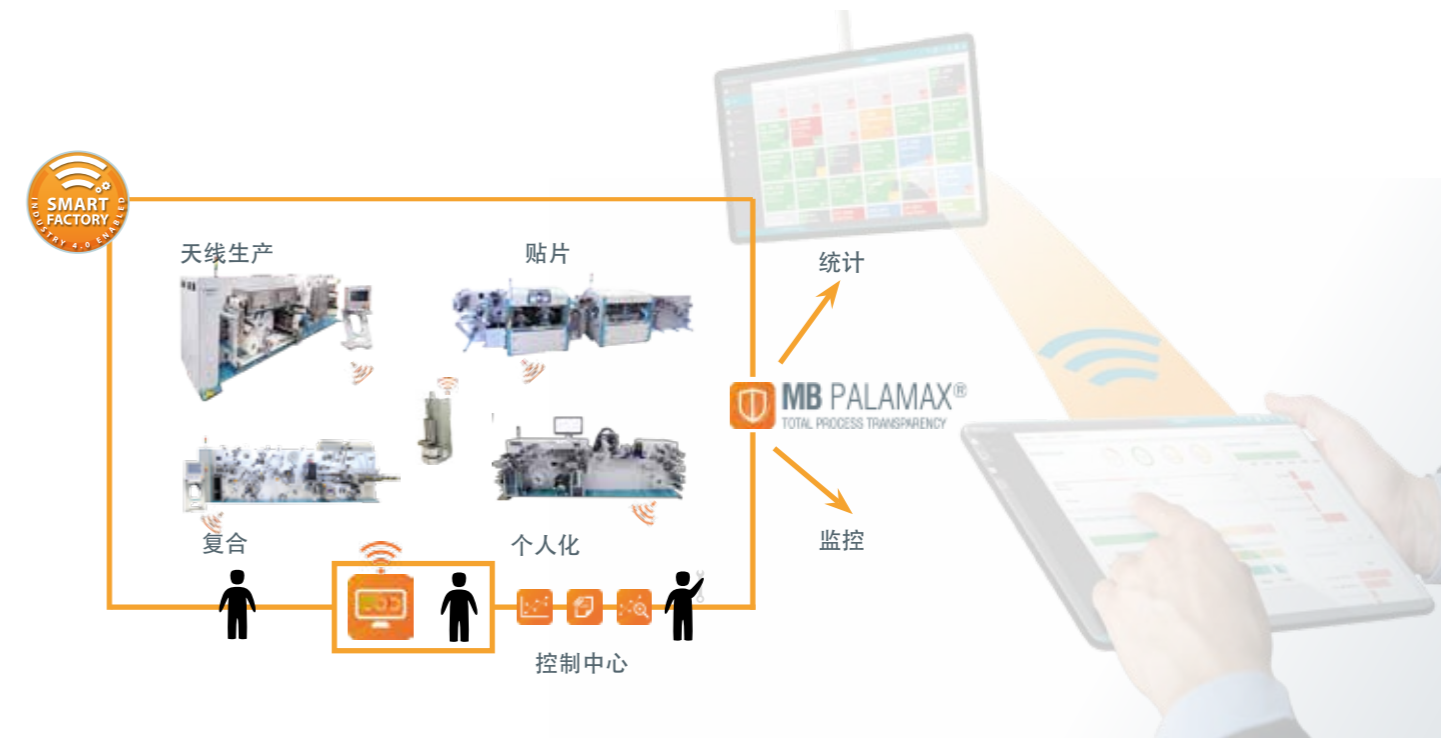 SMART
FACTORY
INDUSTRY 4.0 ENABLED
天线生产
贴片
统计
MB PALAMAX®
TOTAL PROCESS TRANSPARENCY
复合
个人化
监控
控制中心